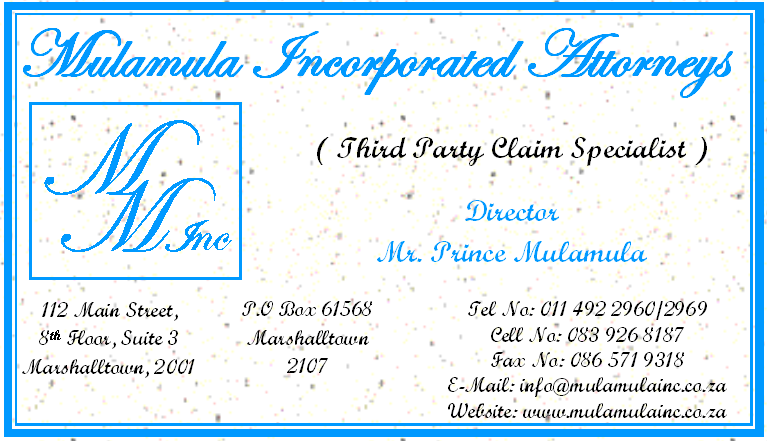 Mulamula Incorporated Attorneys
MM Inc
( Third Party Claim Specialist )
Director
Mr. Prince Mulamula
112 Main Street,
8th Floor, Suite 3
Marshalltown, 2001
P.O Box 61568
Marshalltown
2107
Tel No: 011 492 2960/2969
Cell No: 083 926 8187
Fax No: 086 571 9318
E-Mail: info@mulamulainc.co.za
Website: www.mulamulainc.co.za